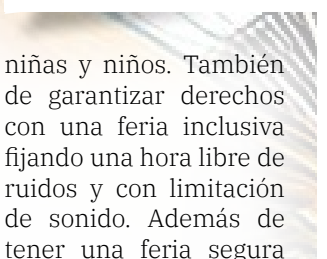 niñas y niños. También
de garantizar derechos
con una feria inclusiva
fijando una hora libre de
ruidos y con limitación
de sonido. Además de
tener una feria segura